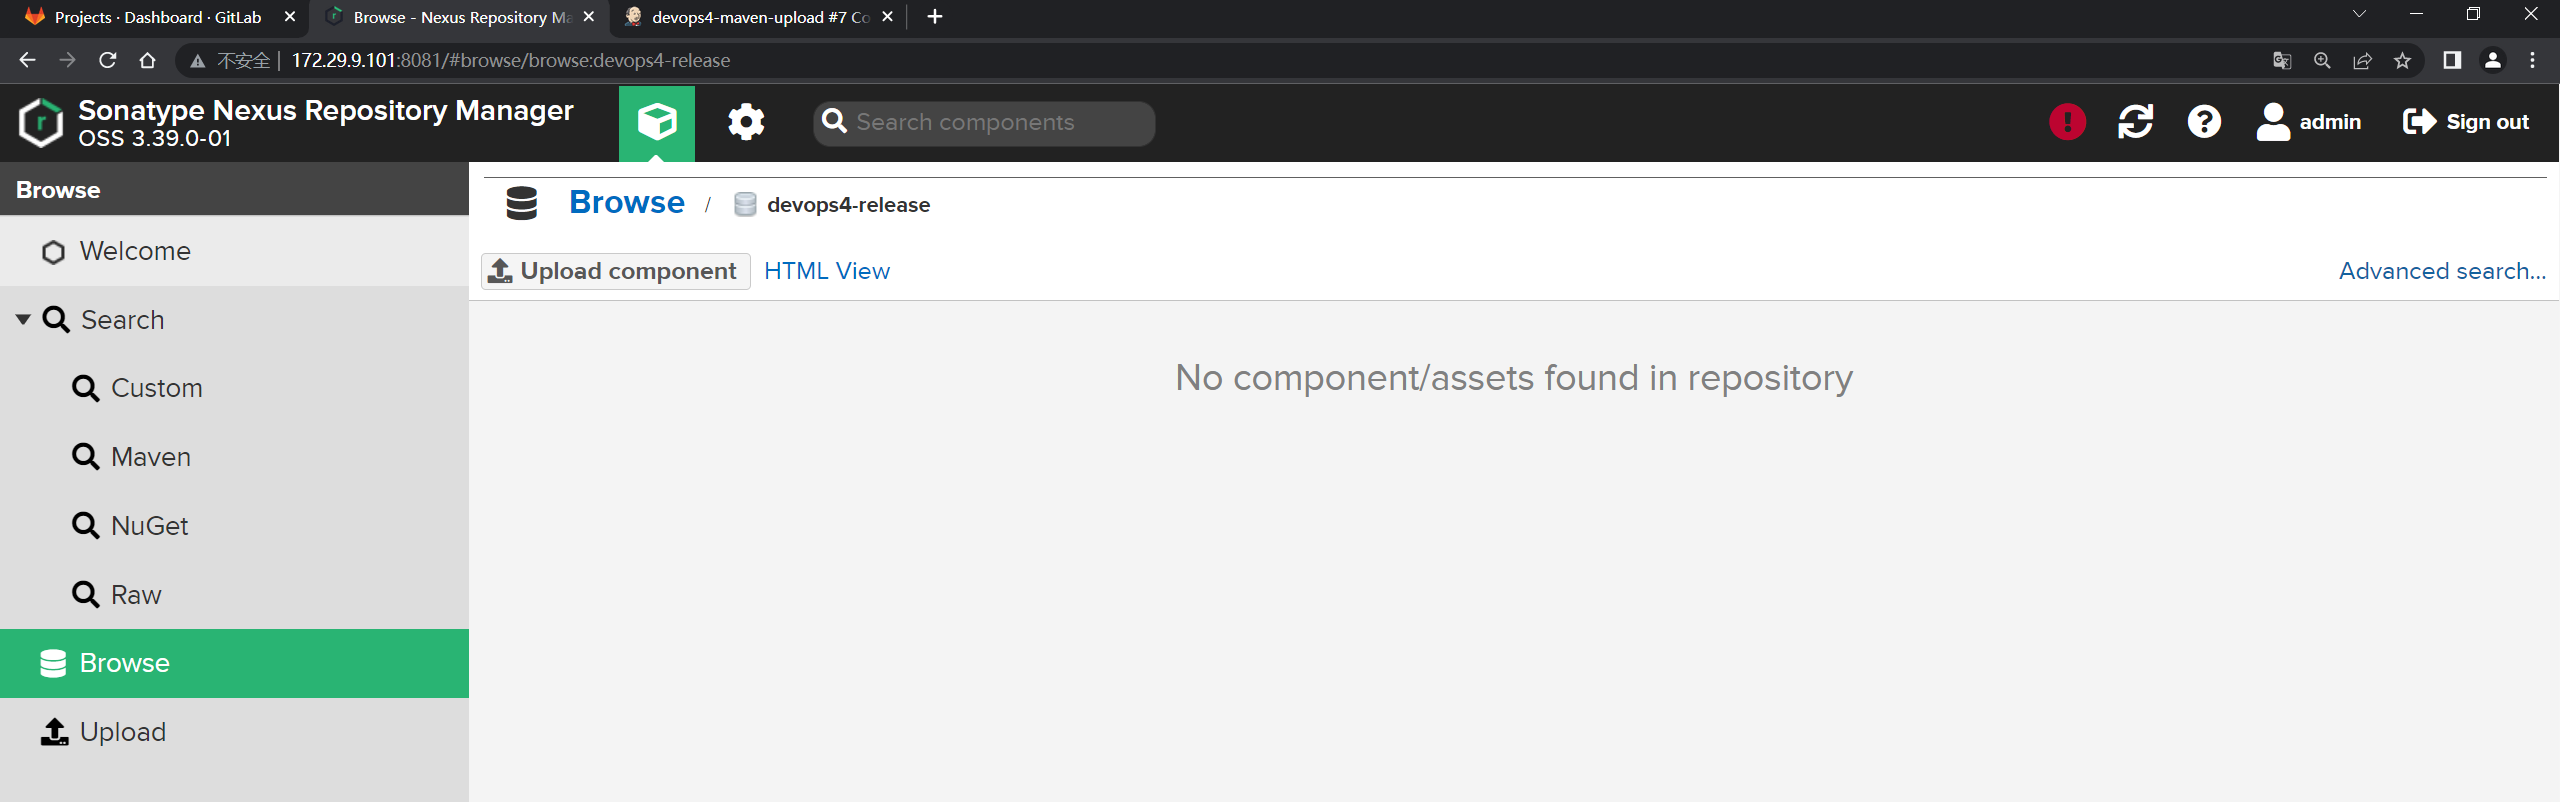 Projects · Dashboard · GitLab
Browse - Nexus Repository Ma
devops4-maven-upload #7 Co
不安全 | 172.29.9.101:8081/#browse/browse:devops4-release
Sonatype Nexus Repository Manager
OSS 3.39.0-01
Search components
admin
Sign out
Browse
Welcome
Search
Custom
Maven
NuGet
Raw
Browse
Upload
Browse / devops4-release
Upload component
HTML View
Advanced search...
No component/assets found in repository